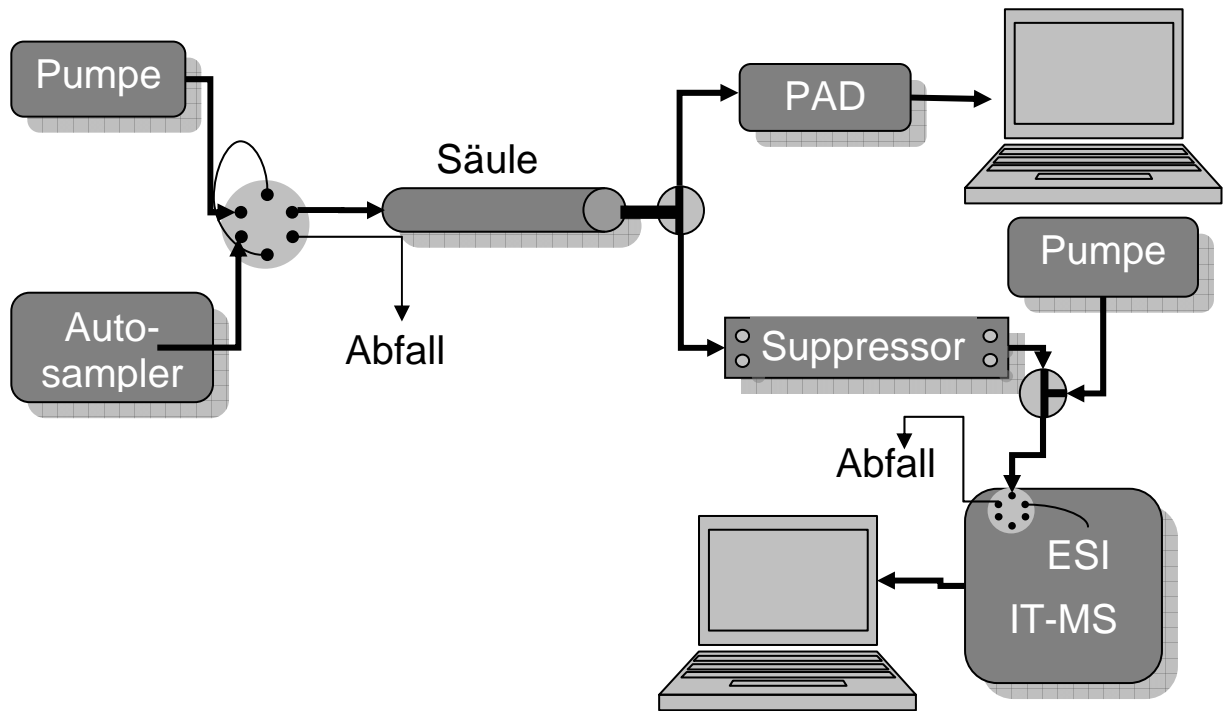 Pumpe
PAD
Säule
Pumpe
Auto-
sampler
Abfall
Suppressor
Abfall
ESI
IT-MS